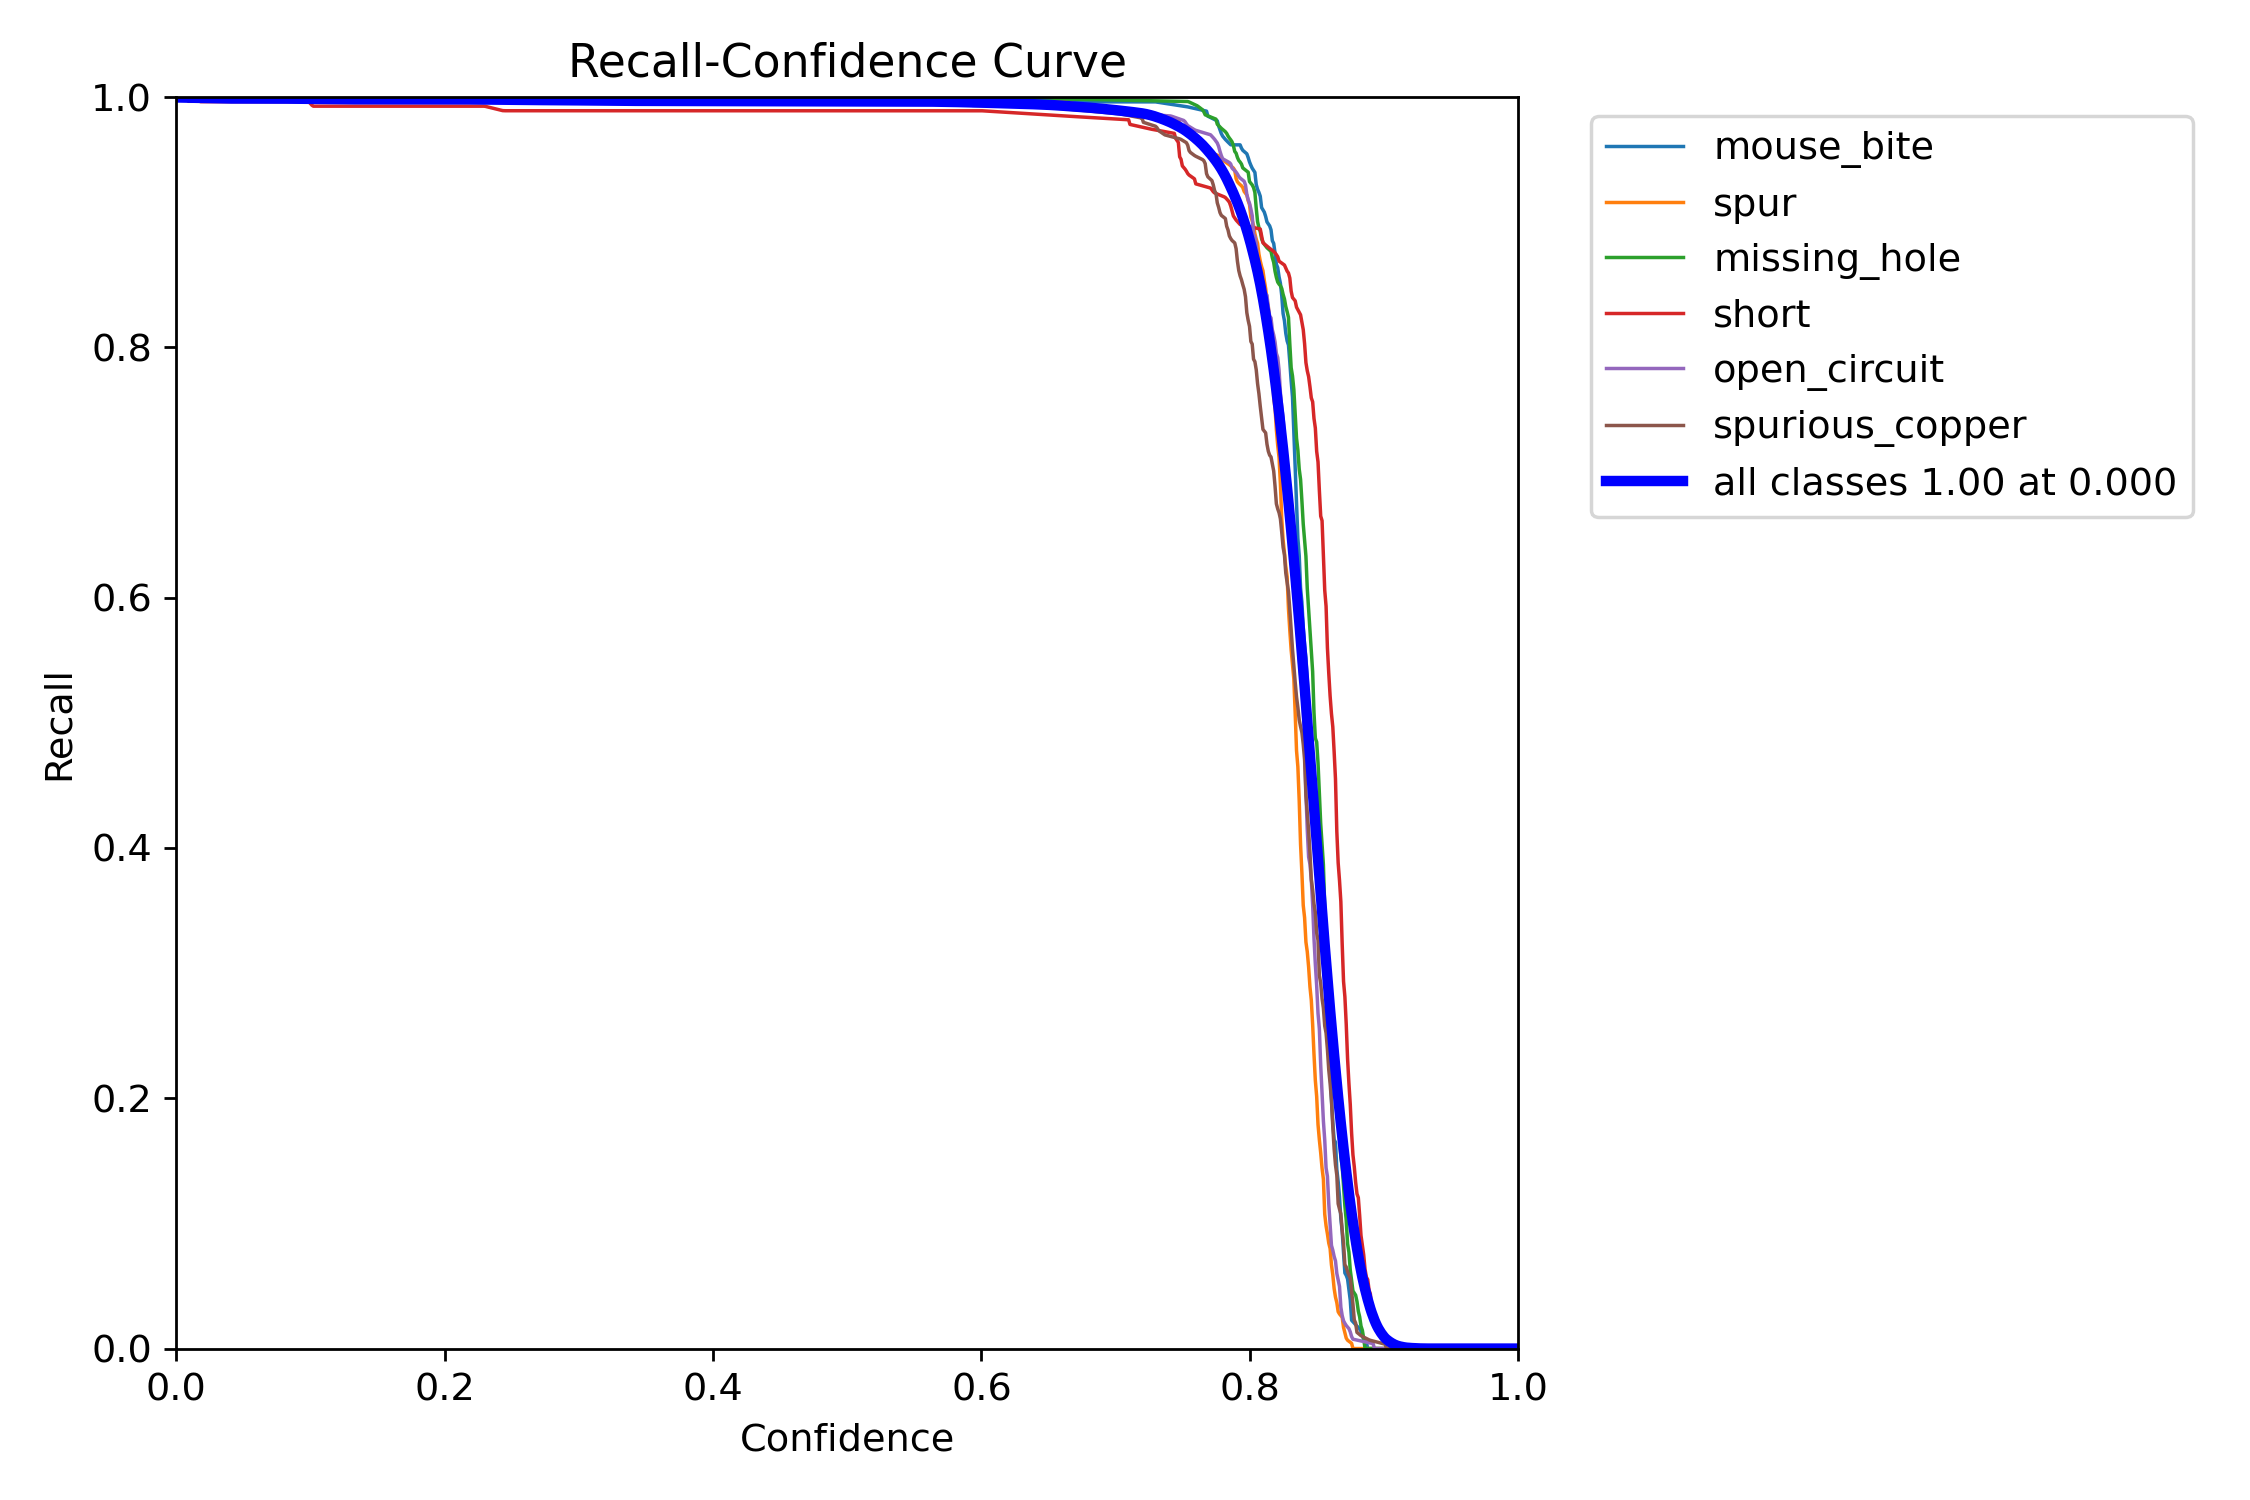 Recall-Confidence Curve
1.0
0.8
0.6
0.4
0.2
0.0
Recall
0.0 0.2 0.4 0.6 0.8 1.0
Confidence
mouse_bite
spur
missing_hole
short
open_circuit
spurious_copper
all classes 1.00 at 0.000